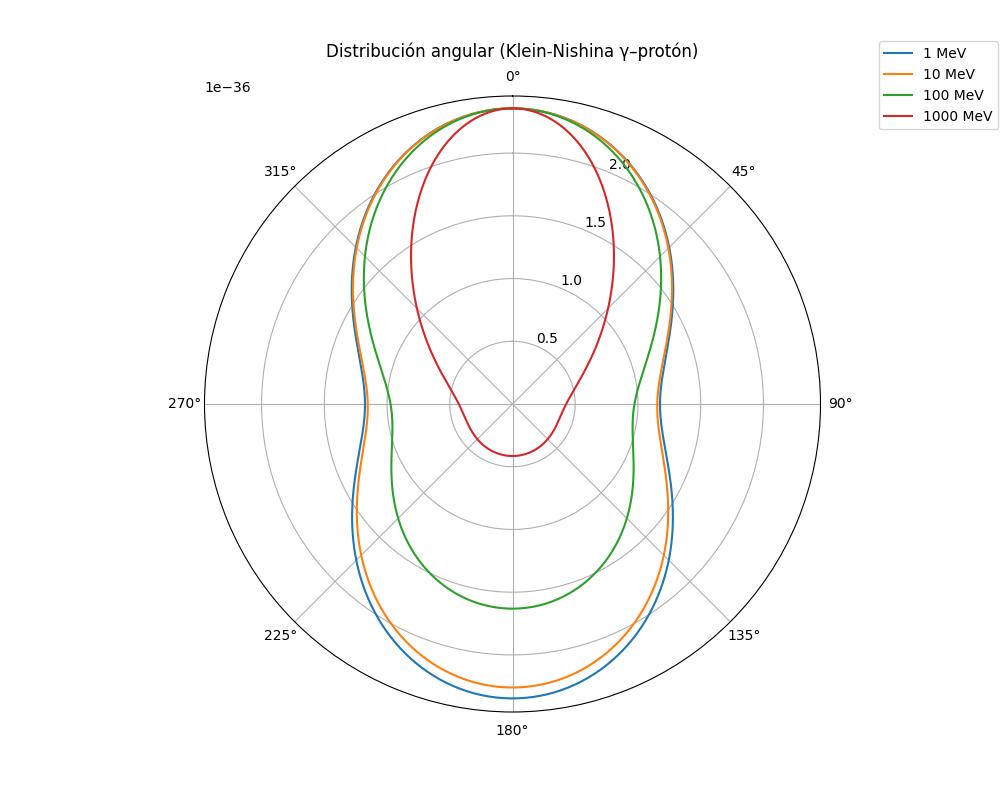 Distribución angular (Klein-Nishina γ–protón)
1e−36
0°
45°
90°
135°
180°
225°
270°
315°
0.5
1.0
1.5
2.0
1 MeV
10 MeV
100 MeV
1000 MeV